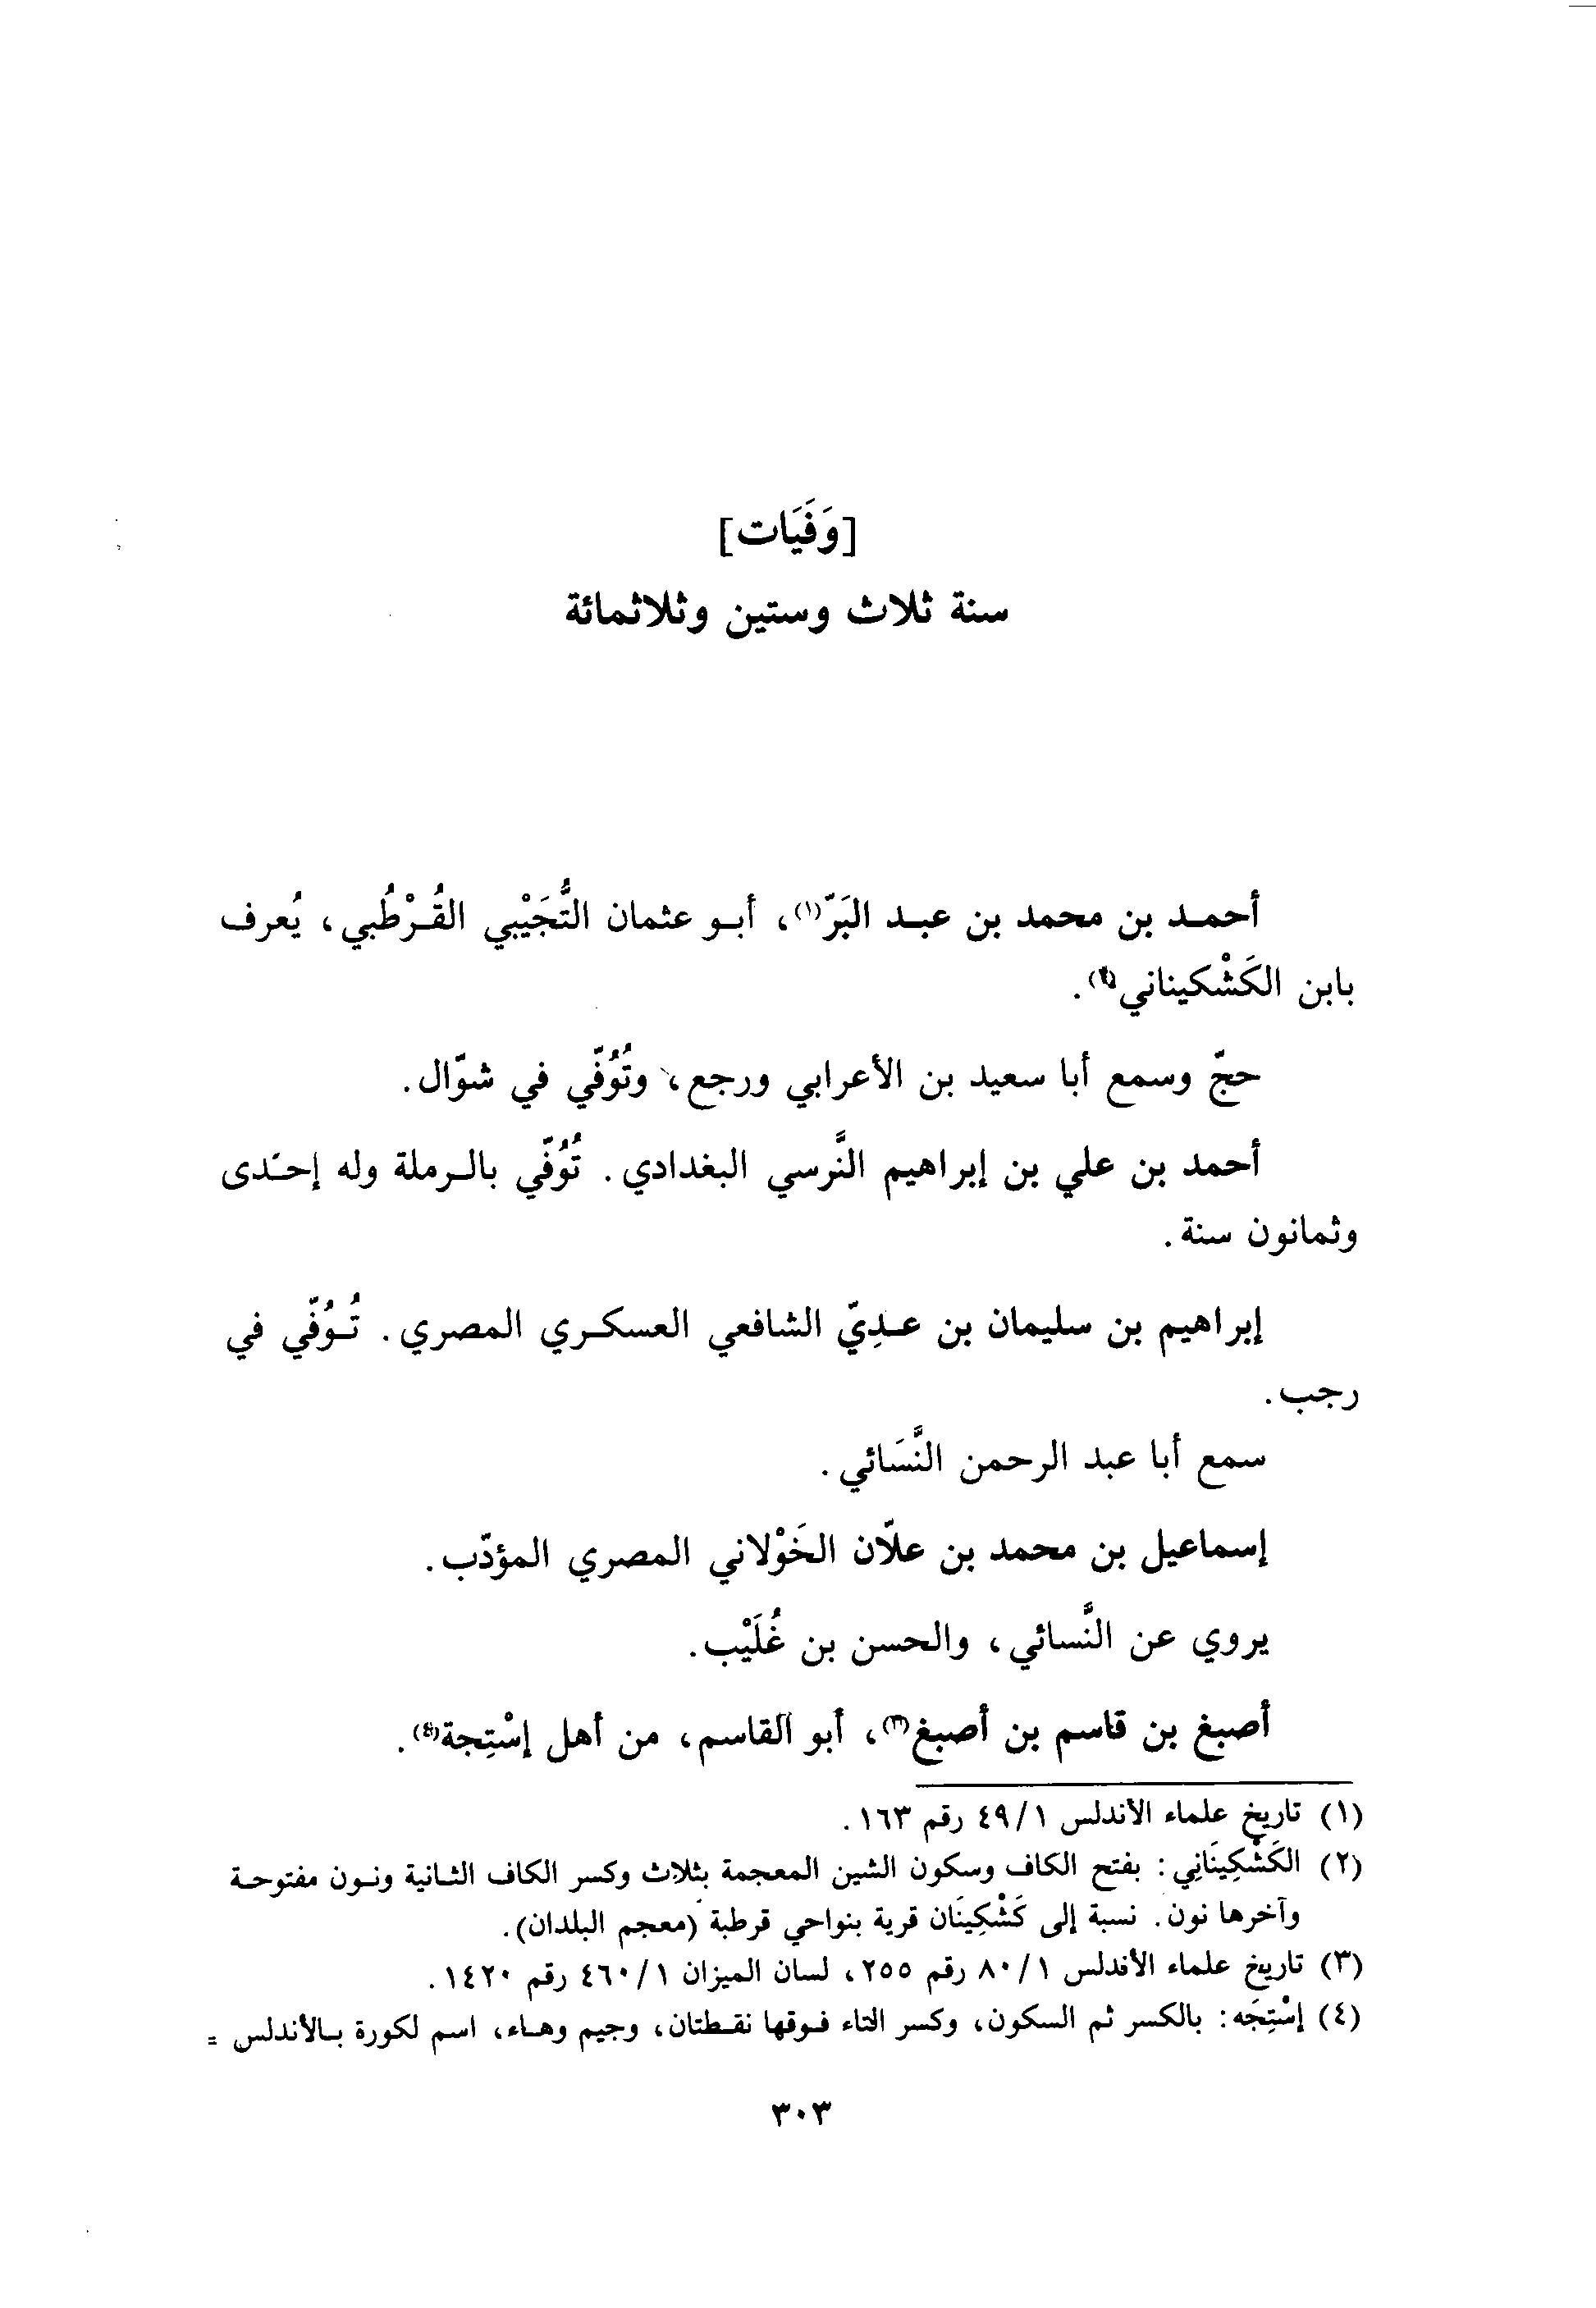 [وَفَيَات]
سنة ثلاث وستين وثلاثمائة
أحمد بن محمد بن عبد البَرّ(١)، أبو عثمان التُّجَيْبي القُرْطُبي، يُعرف
بابن الكَشْكيناني(٢).
حجّ وسمع أبا سعيد بن الأعرابي ورجع، وتُوُفّي في شوّال.
أحمد بن علي بن إبراهيم النَّرسي البغدادي. تُوُفّي بالرملة وله إحدى
وثمانون سنة.
إبراهيم بن سليمان بن عدِيّ الشافعي العسكري المصري. تُوُفّي في
رجب.
سمع أبا عبد الرحمن النَّسَائي.
إسماعيل بن محمد بن علّان الخَوْلاني المصري المؤدّب.
يروي عن النَّسائي، والحسن بن غُلَيْب.
أصبغ بن قاسم بن أصبغ(٣)، أبو القاسم، من أهل إسْتِجة(٤).
(١) تاريخ علماء الأندلس ٤٩/١ رقم ١٦٣.
(٢) الكَشْكِينَانِي: بفتح الكاف وسكون الشين المعجمة بثلاث وكسر الكاف الثانية ونون مفتوحة
وآخرها نون. نسبة إلى كَشْكِينَان قرية بنواحي قرطبة (معجم البلدان).
(٣) تاريخ علماء الأندلس ٨٠/١ رقم ٢٥٥، لسان الميزان ٤٦٠/١ رقم ١٤٢٠.
(٤) إسْتِجَه: بالكسر ثم السكون، وكسر التاء فوقها نقطتان، وجيم وهاء، اسم لكورة بالأندلس =
٣٠٣